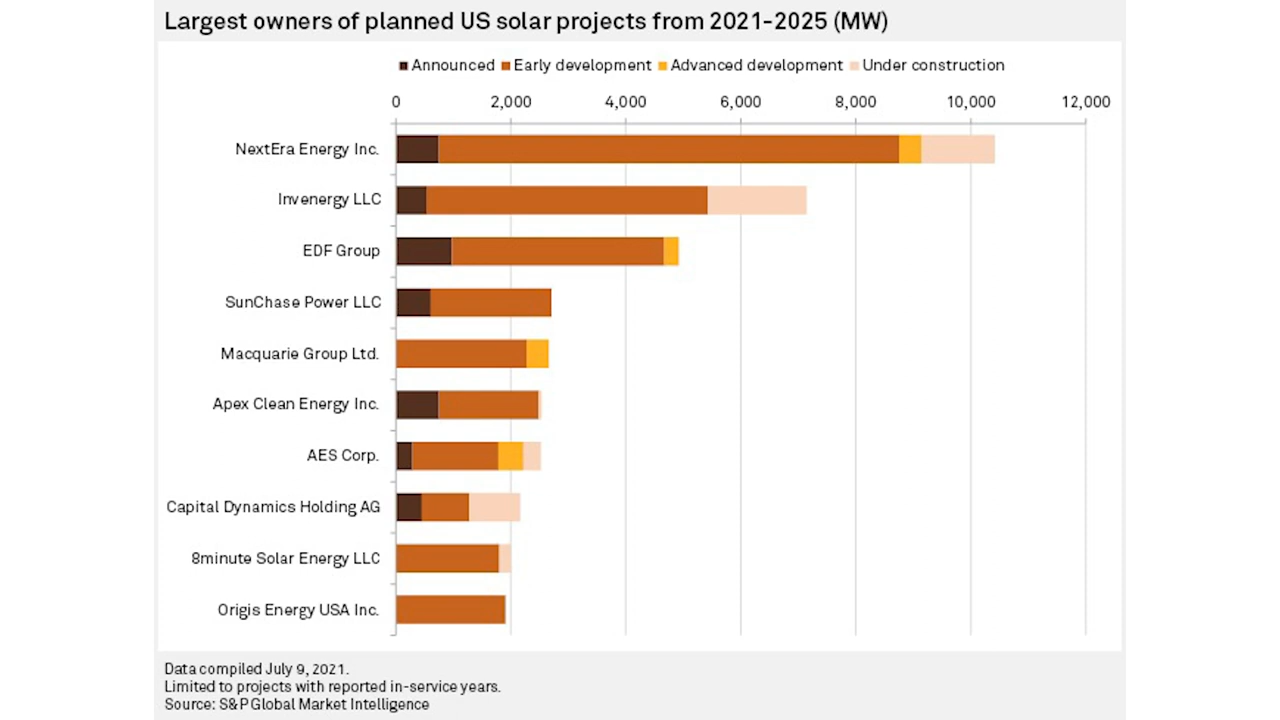 Largest owners of planned US solar projects from 2021-2025 (MW)
Announced Early development Advanced development Under construction
0 2,000 4,000 6,000 8,000 10,000 12,000
NextEra Energy Inc.
Invenergy LLC
EDF Group
SunChase Power LLC
Macquarie Group Ltd.
Apex Clean Energy Inc.
AES Corp.
Capital Dynamics Holding AG
8minute Solar Energy LLC
Origis Energy USA Inc.
Data compiled July 9, 2021.
Limited to projects with reported in-service years.
Source: S&P Global Market Intelligence